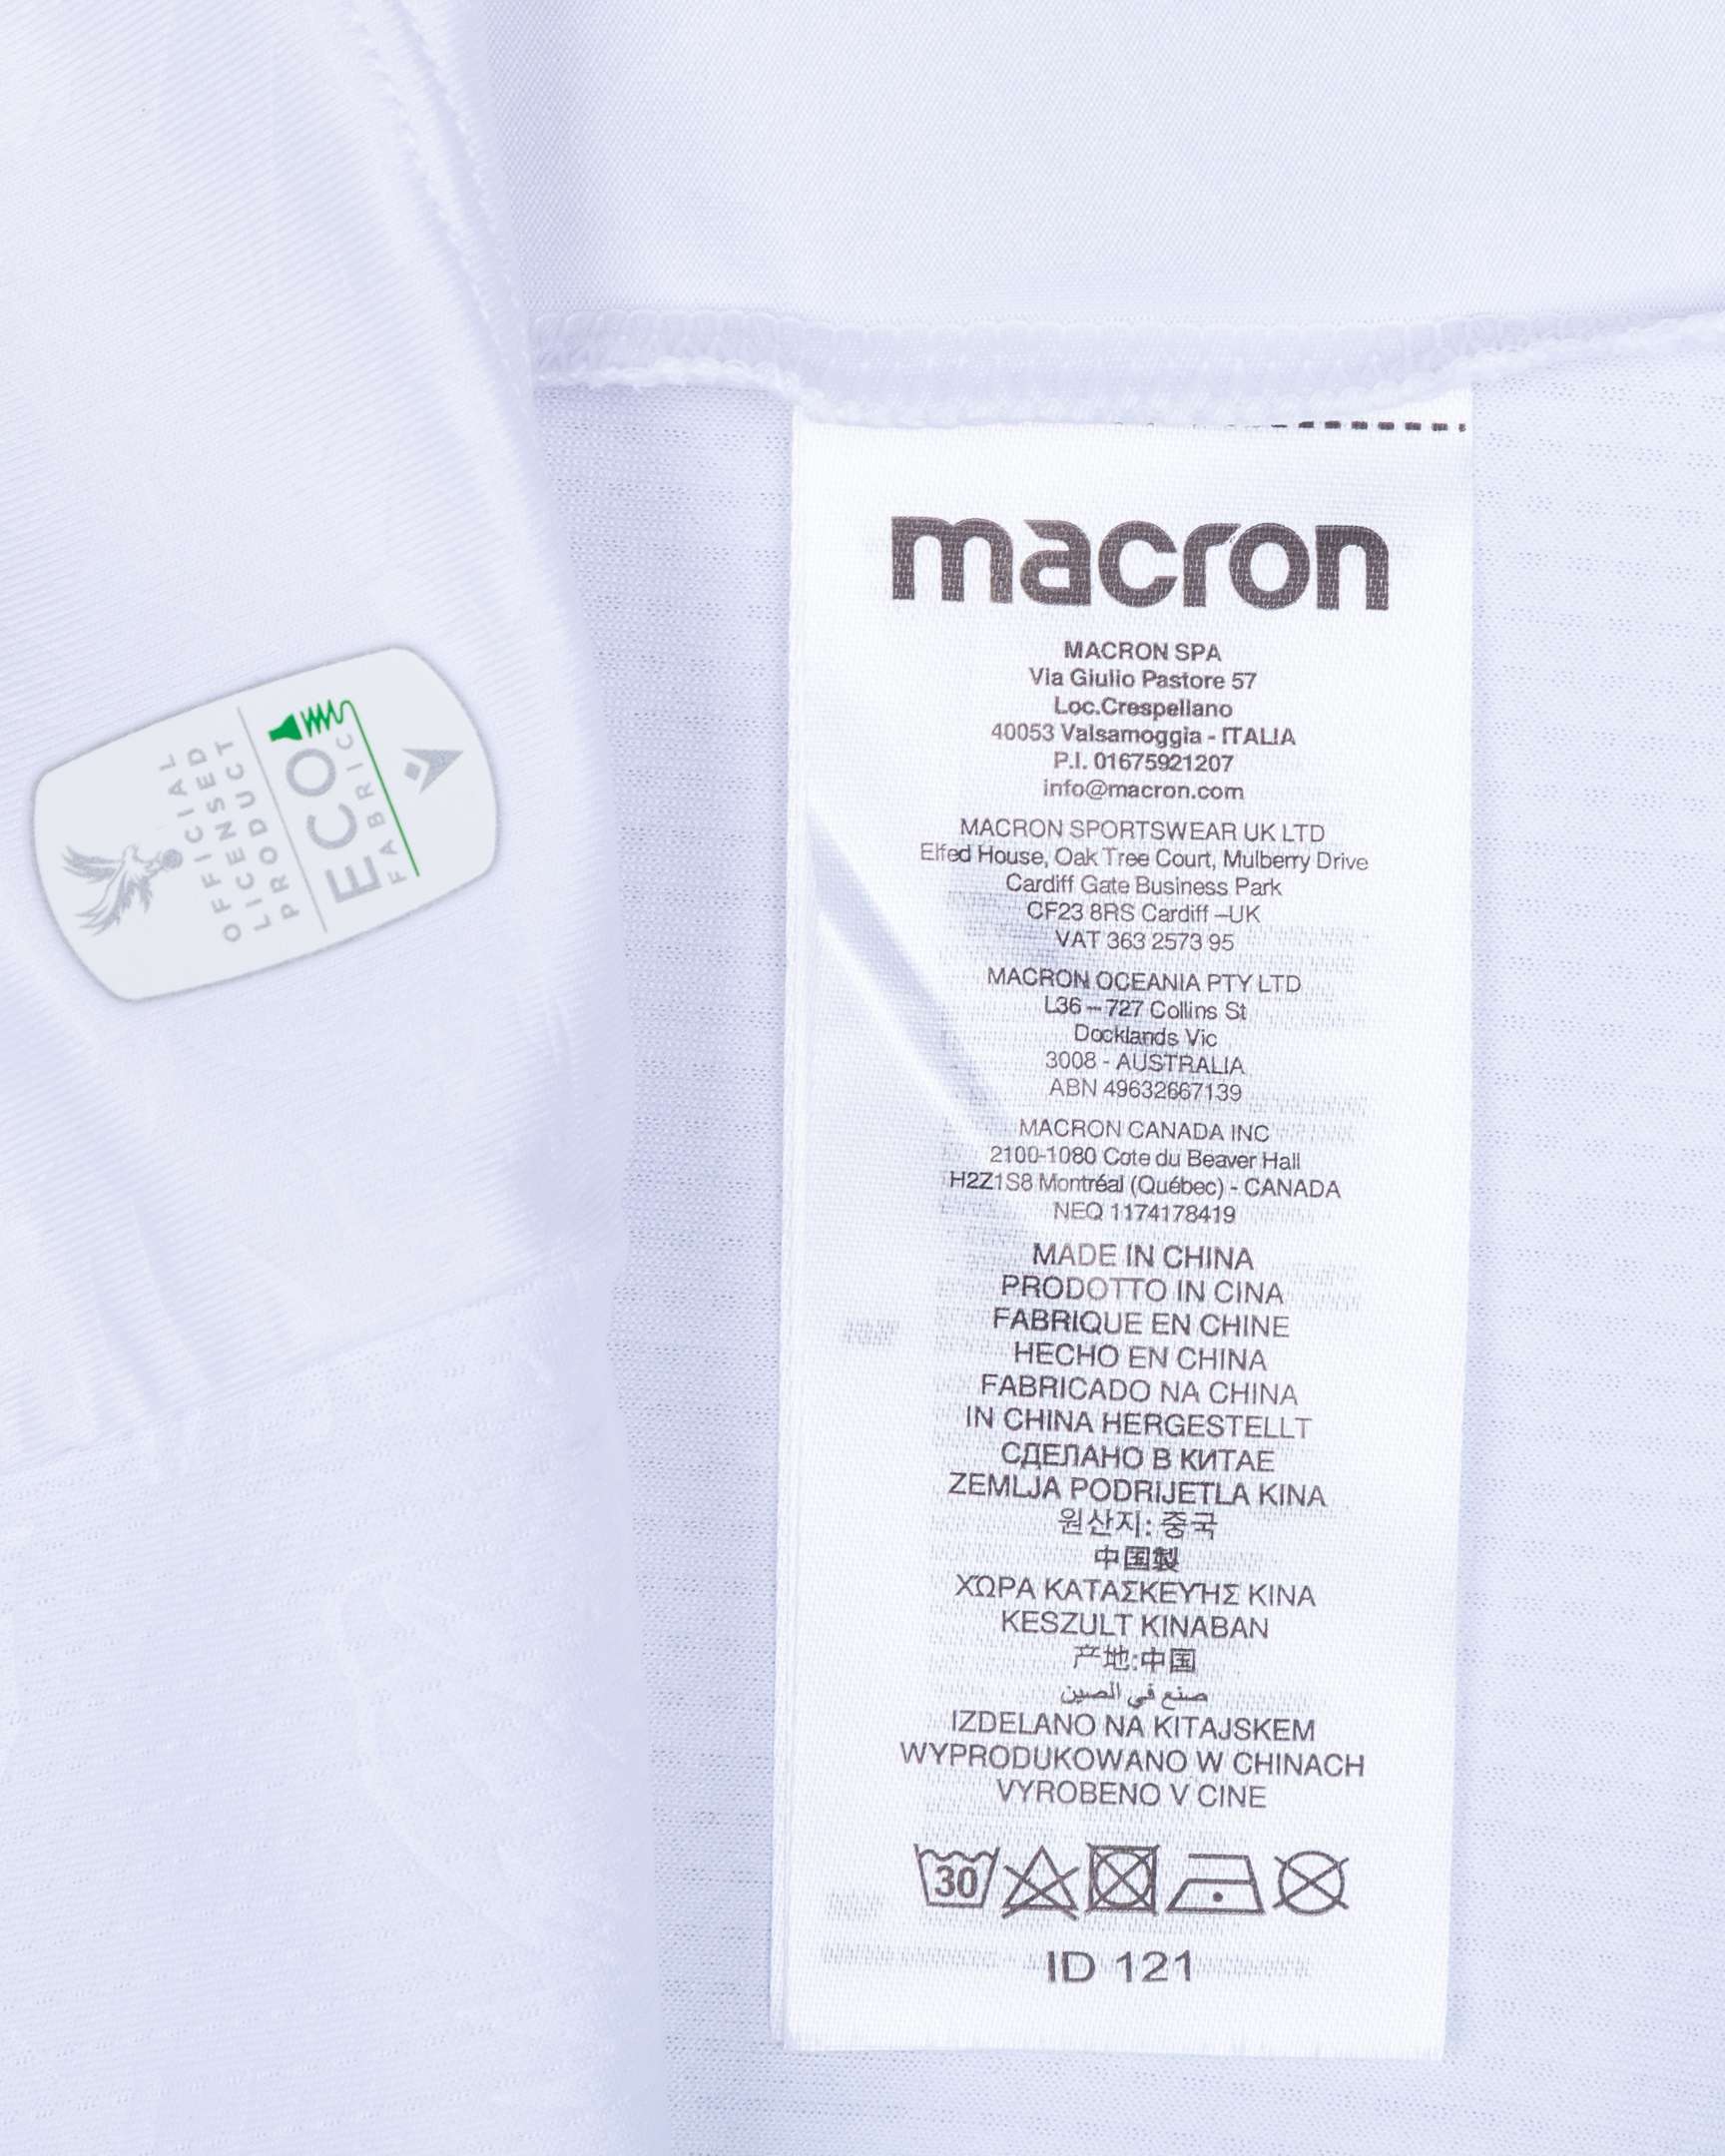 OFFICIAL
LICENSED
PRODUCT
ECO
FABRIC
macron
MACRON SPA
Via Giulio Pastore 57
Loc.Crespellano
40053 Valsamoggia - ITALIA
P.I. 01675921207
info@macron.com
MACRON SPORTSWEAR UK LTD
Elfed House, Oak Tree Court, Mulberry Drive
Cardiff Gate Business Park
CF23 8RS Cardiff –UK
VAT 363 2573 95
MACRON OCEANIA PTY LTD
L36 – 727 Collins St
Docklands Vic
3008 - AUSTRALIA
ABN 49632667139
MACRON CANADA INC
2100-1080 Cote du Beaver Hall
H2Z1S8 Montréal (Québec) - CANADA
NEQ 1174178419
MADE IN CHINA
PRODOTTO IN CINA
FABRIQUE EN CHINE
HECHO EN CHINA
FABRICADO NA CHINA
IN CHINA HERGESTELLT
СДЕЛАНО В КИТАЕ
ZEMLJA PODRIJETLA KINA
원산지: 중국
中国製
ΧΏΡΑ ΚΑΤΑΣΚΕΥΉΣ ΚΙΝΑ
KESZULT KINABAN
产地:中国
صنع في الصين
IZDELANO NA KITAJSKEM
WYPRODUKOWANO W CHINACH
VYROBENO V CINE
30
ID 121